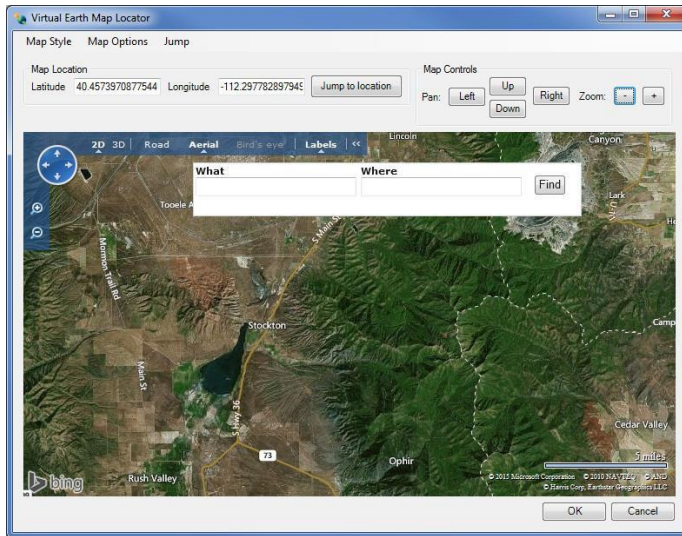 Virtual Earth Map Locator
Map Style Map Options Jump
Map Location
Latitude 40.4573970877544 Longitude -112.29778289794 Jump to location
Map Controls
Pan: Left Up Down Right Zoom: - +
2D 3D Road Aerial Bird's eye Labels «
What Where
Find
Lincoln
Canyon
Lark
Tooele A
S Main St
Mormon Trail Rd
Stockton
Camp
Main St
S Hwy 36
Cedar Valley
73
Ophir
5 miles
bing
Rush Valley
© 2015 Microsoft Corporation © 2010 NAVTEQ © AND
© Harris Corp, Earthstar Geographics LLC
OK Cancel